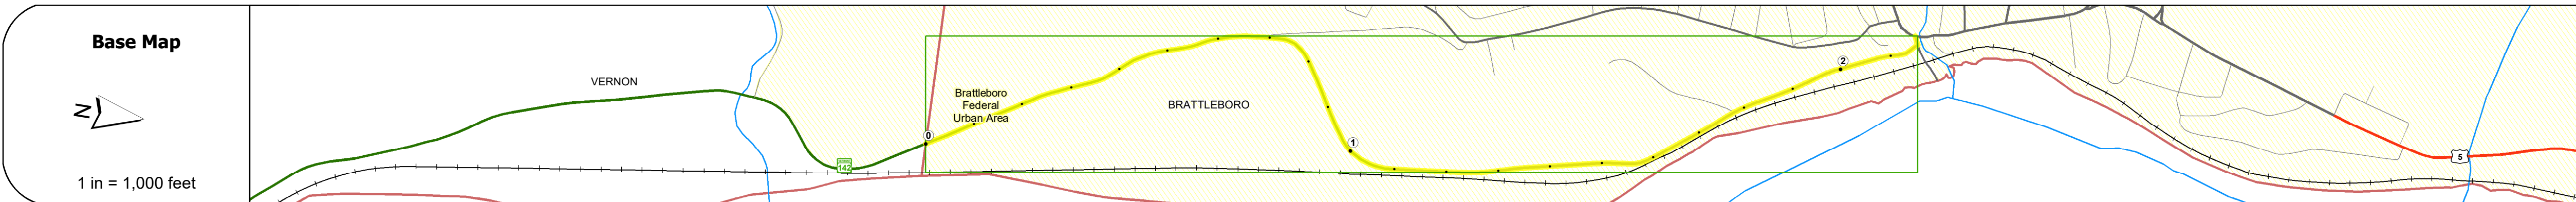 Base Map
N
1 in = 1,000 feet
VERNON
142
0
Brattleboro
Federal
Urban Area
BRATTLEBORO
1
2
5